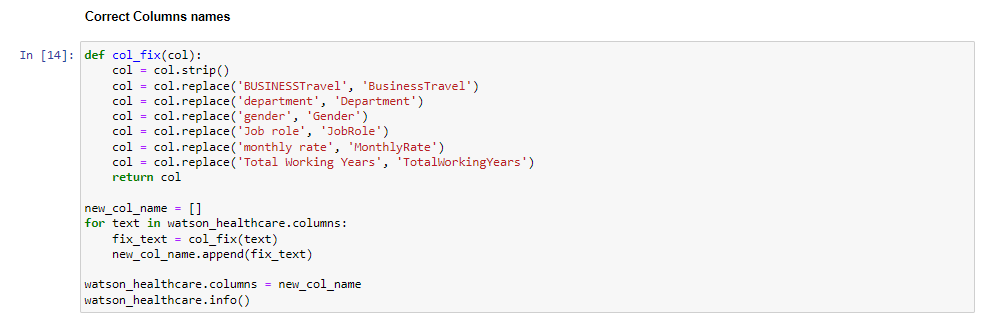 Correct Columns names
In [14]: def col_fix(col):
    col = col.strip()
    col = col.replace('BUSINESSTravel', 'BusinessTravel')
    col = col.replace('department', 'Department')
    col = col.replace('gender', 'Gender')
    col = col.replace('Job role', 'JobRole')
    col = col.replace('monthly rate', 'MonthlyRate')
    col = col.replace('Total Working Years', 'TotalWorkingYears')
    return col
new_col_name = []
for text in watson_healthcare.columns:
    fix_text = col_fix(text)
    new_col_name.append(fix_text)
watson_healthcare.columns = new_col_name
watson_healthcare.info()